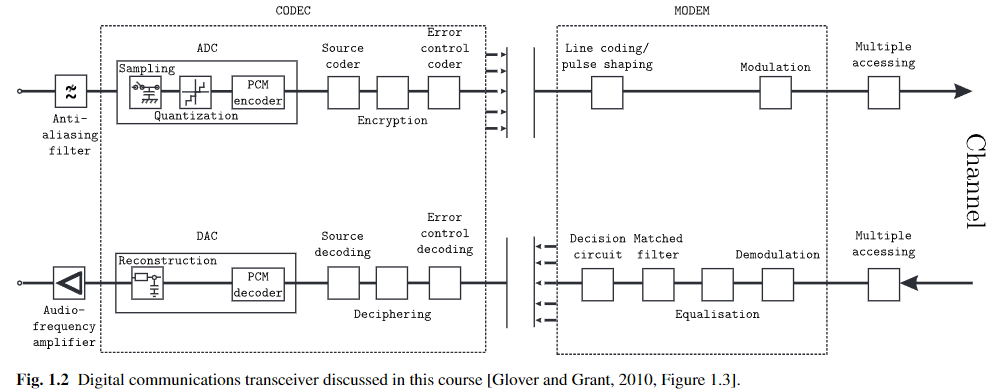 CODEC
MODEM
ADC
Sampling
Quantization
PCM
encoder
Source
coder
Encryption
Error
control
coder
Line coding/
pulse shaping
Modulation
Multiple
accessing
Anti-
aliasing
filter
Channel
DAC
Reconstruction
PCM
decoder
Source
decoding
Deciphering
Error
control
decoding
Decision
circuit
Matched
filter
Equalisation
Demodulation
Multiple
accessing
Audio-
frequency
amplifier
Fig. 1.2 Digital communications transceiver discussed in this course [Glover and Grant, 2010, Figure 1.3].